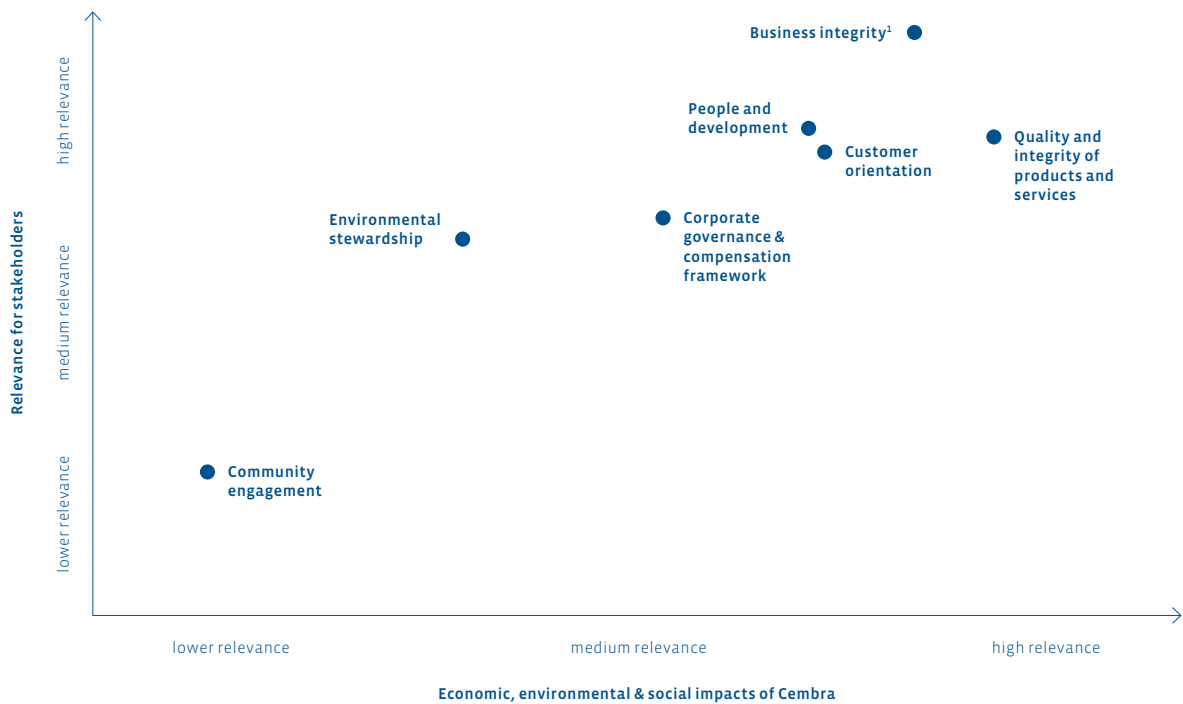 Business integrity¹
People and
development
Customer
orientation
Quality and
integrity of
products and
services
Environmental
stewardship
Corporate
governance &
compensation
framework
Community
engagement
Relevance for stakeholders
high relevance
medium relevance
lower relevance
lower relevance
medium relevance
high relevance
Economic, environmental & social impacts of Cembra